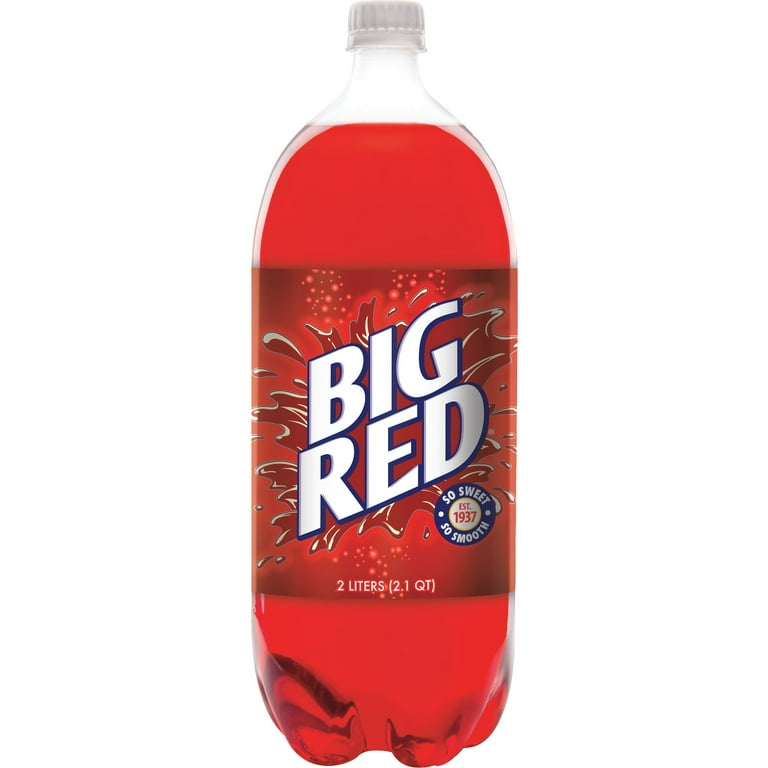 BIG
RED®
SO SWEET
EST.
1937
SO SMOOTH
2 LITERS (2.1 QT)